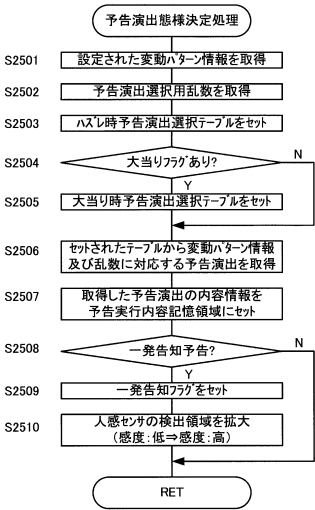 予告演出態様決定処理
S2501
設定された変動ﾊﾟﾀｰﾝ情報を取得
S2502
予告演出選択用乱数を取得
S2503
ﾊｽﾞﾚ時予告演出選択ﾃｰﾌﾞﾙをｾｯﾄ
S2504
大当りﾌﾗｸﾞあり?
N
Y
S2505
大当り時予告演出選択ﾃｰﾌﾞﾙをｾｯﾄ
S2506
ｾｯﾄされたﾃｰﾌﾞﾙから変動ﾊﾟﾀｰﾝ情報
及び乱数に対応する予告演出を取得
S2507
取得した予告演出の内容情報を
予告実行内容記憶領域にｾｯﾄ
S2508
一発告知予告?
N
Y
S2509
一発告知ﾌﾗｸﾞをｾｯﾄ
S2510
人感ｾﾝｻの検出領域を拡大
(感度:低⇒感度:高)
RET